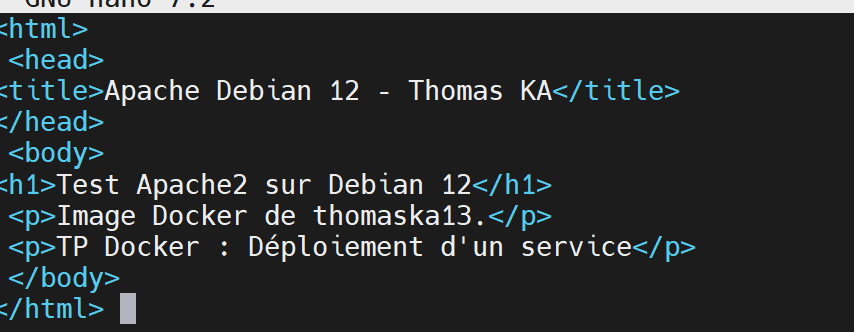 GNU nano 7.2
<html>
<head>
<title>Apache Debian 12 - Thomas KA</title>
</head>
<body>
<h1>Test Apache2 sur Debian 12</h1>
<p>Image Docker de thomaska13.</p>
<p>TP Docker : Déploiement d'un service</p>
</body>
</html>